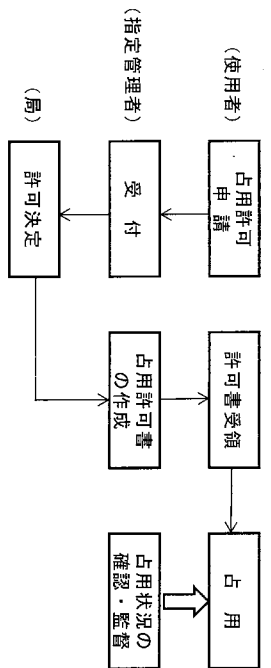 （使用者）
占用許可
申請
許可書受領
占用
（指定管理者）
受付
占用許可書
の作成
占用状況の
確認・監督
（局）
許可決定